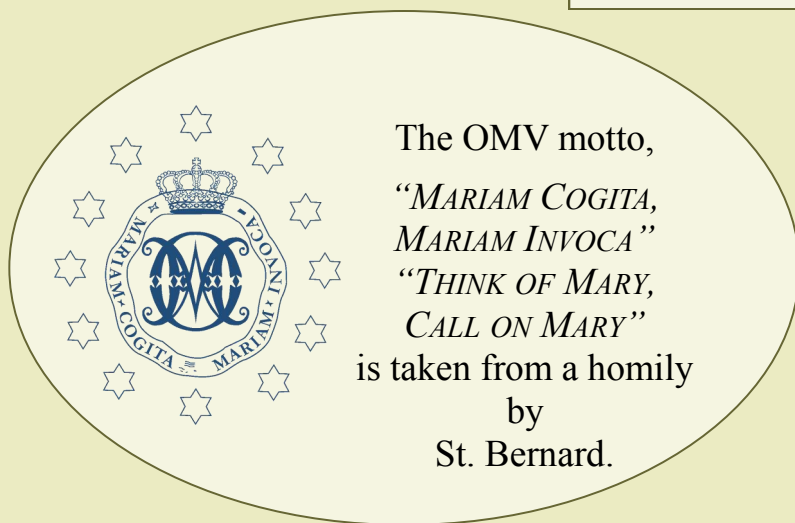 The OMV motto,
“MARIAM COGITA,
MARIAM INVOCA”
“THINK OF MARY,
CALL ON MARY”
is taken from a homily
by
St. Bernard.
MARIAM COGITA MARIAM INVOCA